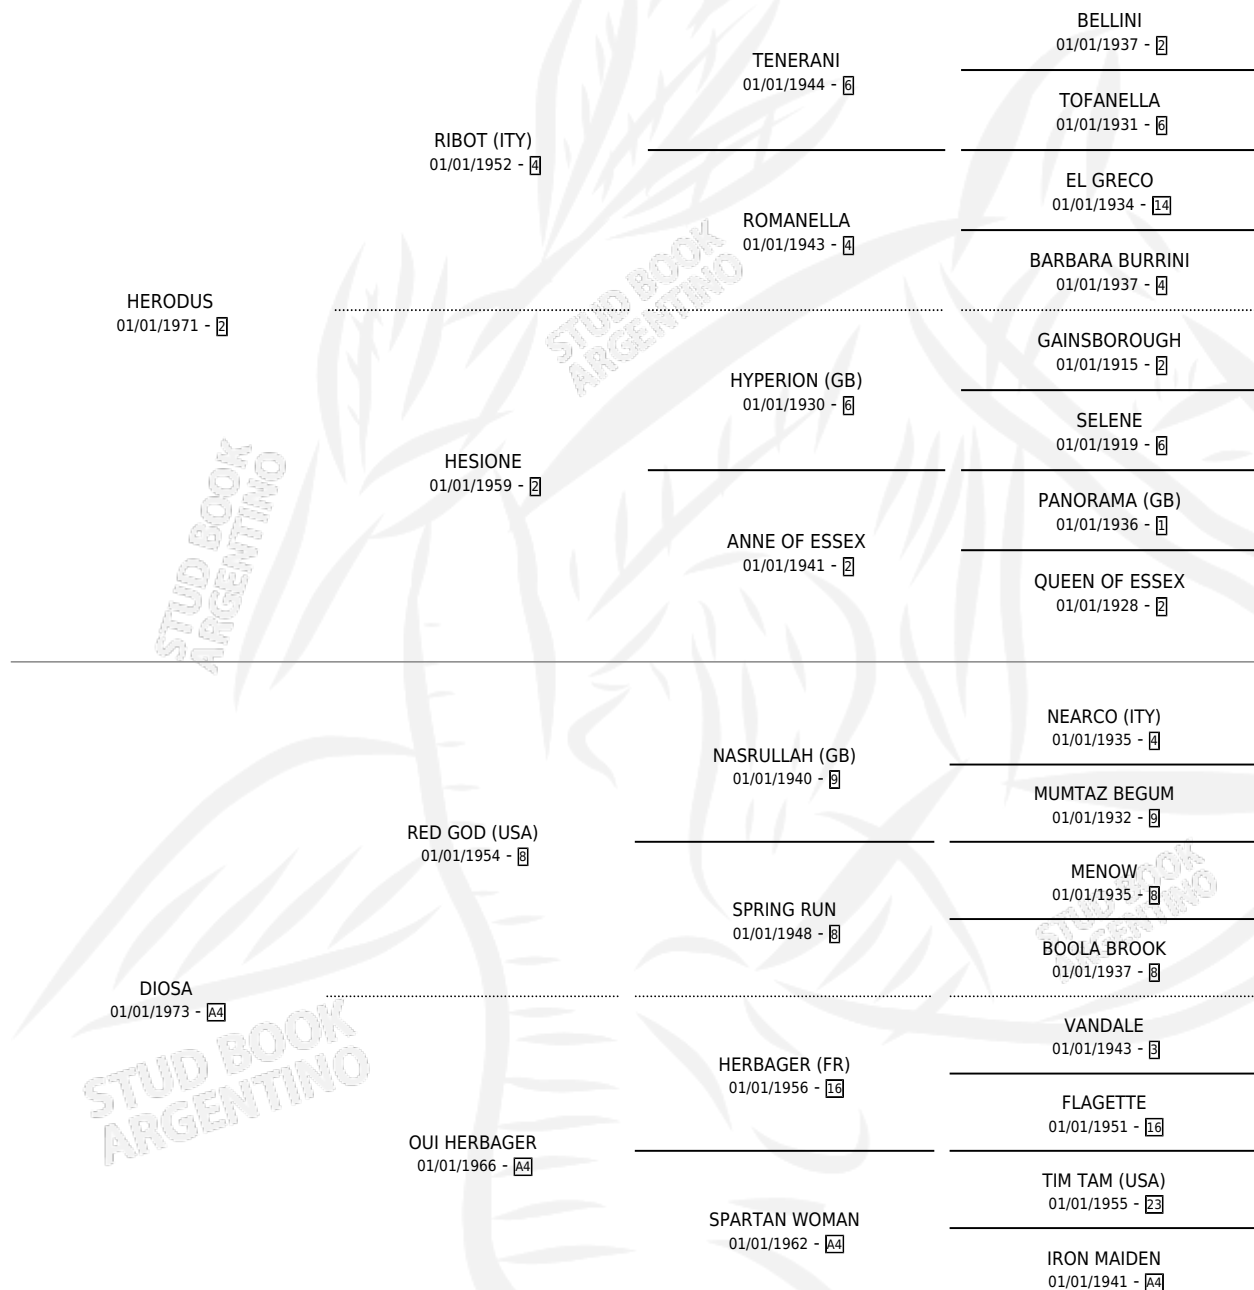 BELLINI
01/01/1937 - 2
TENERANI
01/01/1944 - 6
TOFANELLA
01/01/1931 - 6
RIBOT (ITY)
01/01/1952 - 4
EL GRECO
01/01/1934 - 14
ROMANELLA
01/01/1943 - 4
BARBARA BURRINI
01/01/1937 - 4
HERODUS
01/01/1971 - 2
GAINSBOROUGH
01/01/1915 - 2
HYPERION (GB)
01/01/1930 - 6
SELENE
01/01/1919 - 6
HESIONE
01/01/1959 - 2
PANORAMA (GB)
01/01/1936 - 1
ANNE OF ESSEX
01/01/1941 - 2
QUEEN OF ESSEX
01/01/1928 - 2
STUD BOOK
ARGENTINO
STUD BOOK
ARGENTINO
NEARCO (ITY)
01/01/1935 - 4
NASRULLAH (GB)
01/01/1940 - 9
MUMTAZ BEGUM
01/01/1932 - 9
RED GOD (USA)
01/01/1954 - 8
MENOW
01/01/1935 - 8
SPRING RUN
01/01/1948 - 8
BOOLA BROOK
01/01/1937 - 8
STUD BOOK
ARGENTINO
DIOSA
01/01/1973 - A4
VANDALE
01/01/1943 - 3
HERBAGER (FR)
01/01/1956 - 16
FLAGETTE
01/01/1951 - 16
OUI HERBAGER
01/01/1966 - A4
TIM TAM (USA)
01/01/1955 - 23
SPARTAN WOMAN
01/01/1962 - A4
IRON MAIDEN
01/01/1941 - A4
STUD BOOK
ARGENTINO